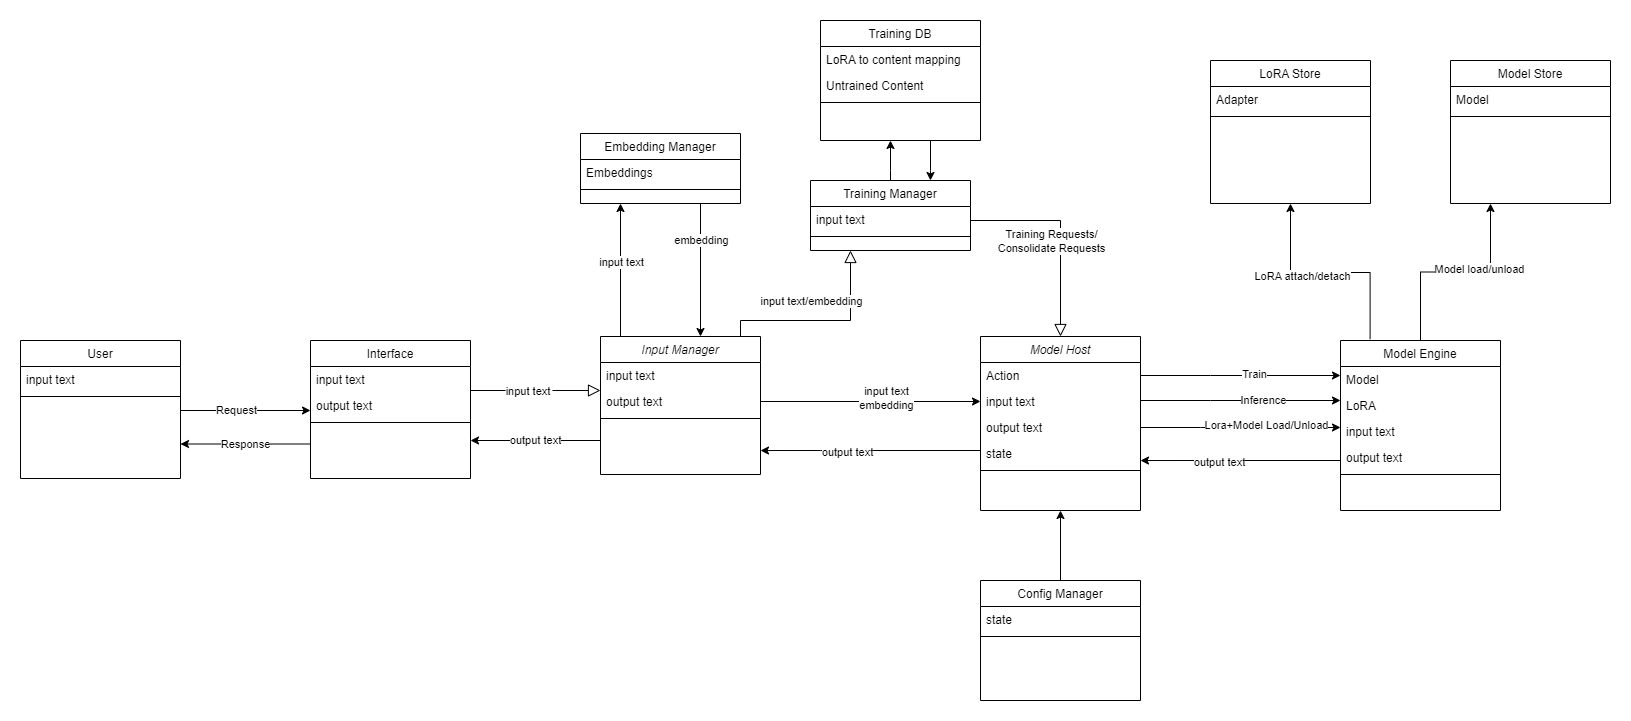 Training DB
LoRA to content mapping
Untrained Content
LoRA Store
Adapter
Model Store
Model
Embedding Manager
Embeddings
Training Manager
input text
embedding
input text
Training Requests/
Consolidate Requests
LoRA attach/detach
Model load/unload
input text/embedding
User
input text
Request
Response
Interface
input text
output text
input text
output text
Input Manager
input text
output text
input text
embedding
output text
Model Host
Action
input text
output text
state
Train
Inference
Lora+Model Load/Unload
output text
Model Engine
Model
LoRA
input text
output text
Config Manager
state